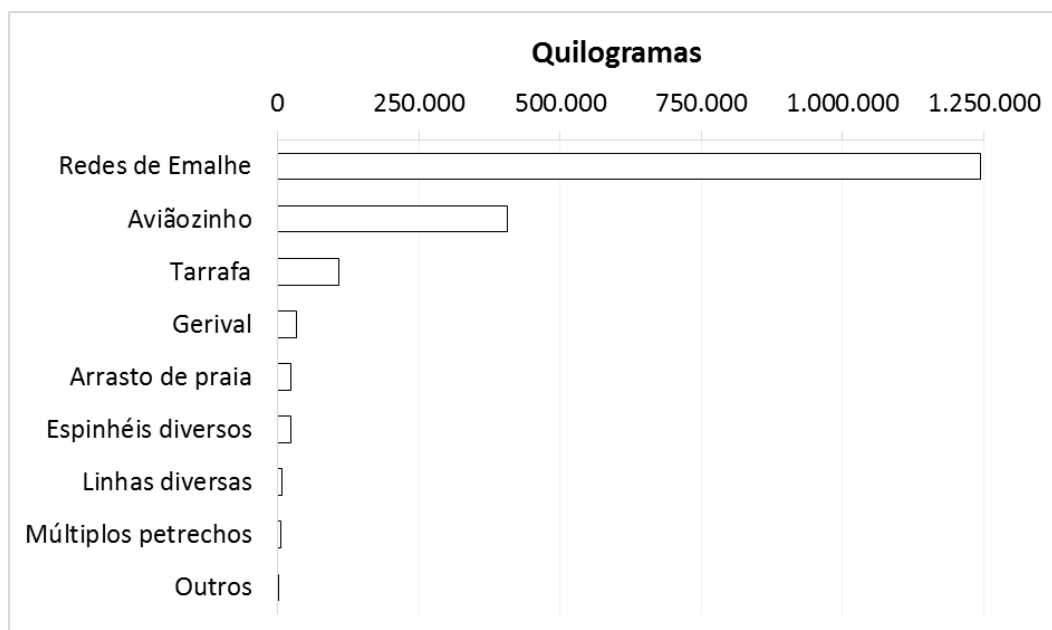 Quilogramas
0 250.000 500.000 750.000 1.000.000 1.250.000
Redes de Emalhe
Aviãozinho
Tarrafa
Gerival
Arrasto de praia
Espinhéis diversos
Linhas diversas
Múltiplos petrechos
Outros